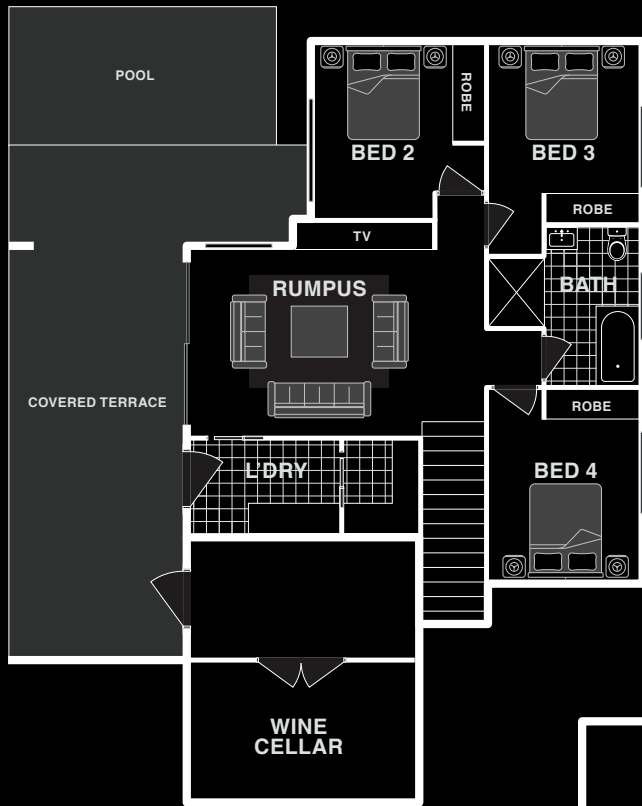 POOL
ROBE
BED 2
BED 3
ROBE
TV
RUMPUS
BATH
COVERED TERRACE
ROBE
L'DRY
BED 4
WINE
CELLAR